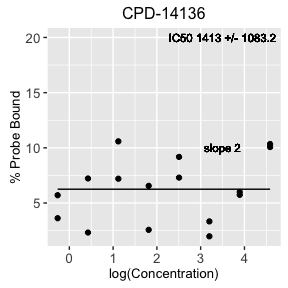 CPD-14136
20
IC50 1413 +/- 1083.2
15
10
slope 2
5
% Probe Bound
0 1 2 3 4
log(Concentration)